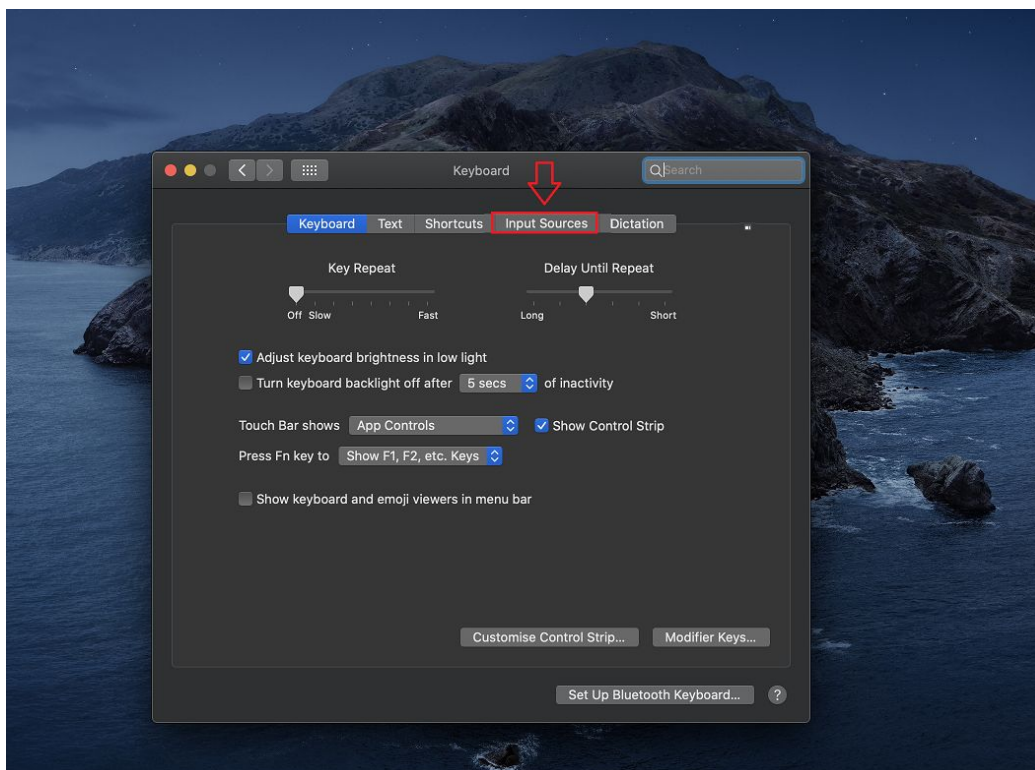 Keyboard
Search
Keyboard Text Shortcuts Input Sources Dictation
Key Repeat Delay Until Repeat
Off Slow Fast Long Short
Adjust keyboard brightness in low light
Turn keyboard backlight off after 5 secs of inactivity
Touch Bar shows App Controls Show Control Strip
Press Fn key to Show F1, F2, etc. Keys
Show keyboard and emoji viewers in menu bar
Customise Control Strip... Modifier Keys...
Set Up Bluetooth Keyboard... ?